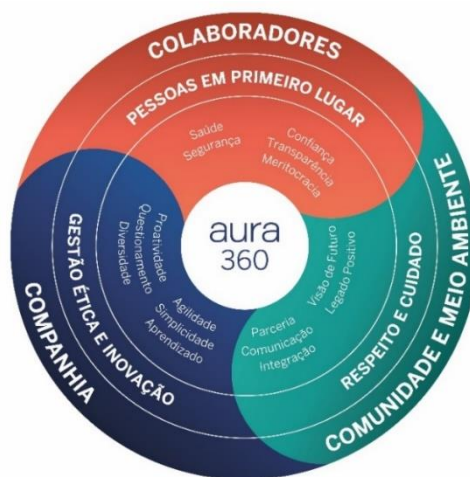 COLABORADORES
PESSOAS EM PRIMEIRO LUGAR
Saúde
Segurança
Confiança
Transparência
Meritocracia
aura
360
COMUNIDADE E MEIO AMBIENTE
RESPEITO E CUIDADO
Visão de Futuro
Legado Positivo
Parceria
Comunicação
Integração
COMPANHIA
GESTÃO ÉTICA E INOVAÇÃO
Proatividade
Questionamento
Diversidade
Agilidade
Simplicidade
Aprendizado